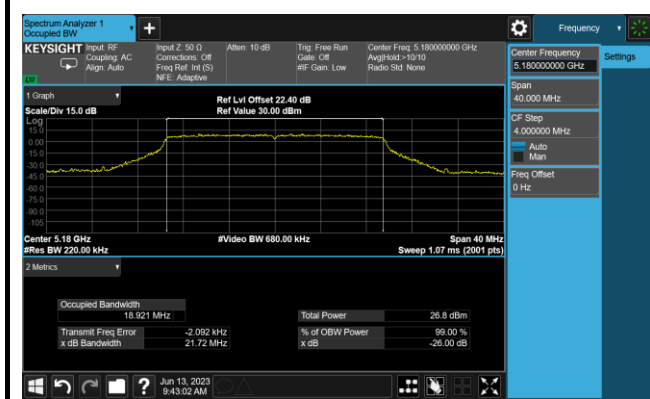 Spectrum Analyzer 1
Occupied BW
+
Frequency
KEYSIGHT
Input: RF
Coupling: AC
Align: Auto
Input Z: 50 Ω
Corrections: Off
Freq Ref: Int (S)
NFE: Adaptive
Atten: 10 dB
Trig: Free Run
Gate: Off
#IF Gain: Low
Center Freq: 5.180000000 GHz
Avg|Hold:>10/10
Radio Std: None
Center Frequency
5.180000000 GHz
Settings
Span
40.000 MHz
CF Step
4.000000 MHz
Auto
Man
Freq Offset
0 Hz
1 Graph
Scale/Div 15.0 dB
Ref Lvl Offset 22.40 dB
Ref Value 30.00 dBm
Log
15.0
0.00
-15.0
-30.0
-45.0
-60.0
-75.0
-90.0
-105
Center 5.18 GHz
#Video BW 680.00 kHz
Span 40 MHz
#Res BW 220.00 kHz
Sweep 1.07 ms (2001 pts)
2 Metrics
Occupied Bandwidth
18.921 MHz
Total Power
26.8 dBm
Transmit Freq Error
-2.092 kHz
% of OBW Power
99.00 %
x dB Bandwidth
21.72 MHz
x dB
-26.00 dB
?
Jun 13, 2023
9:43:02 AM